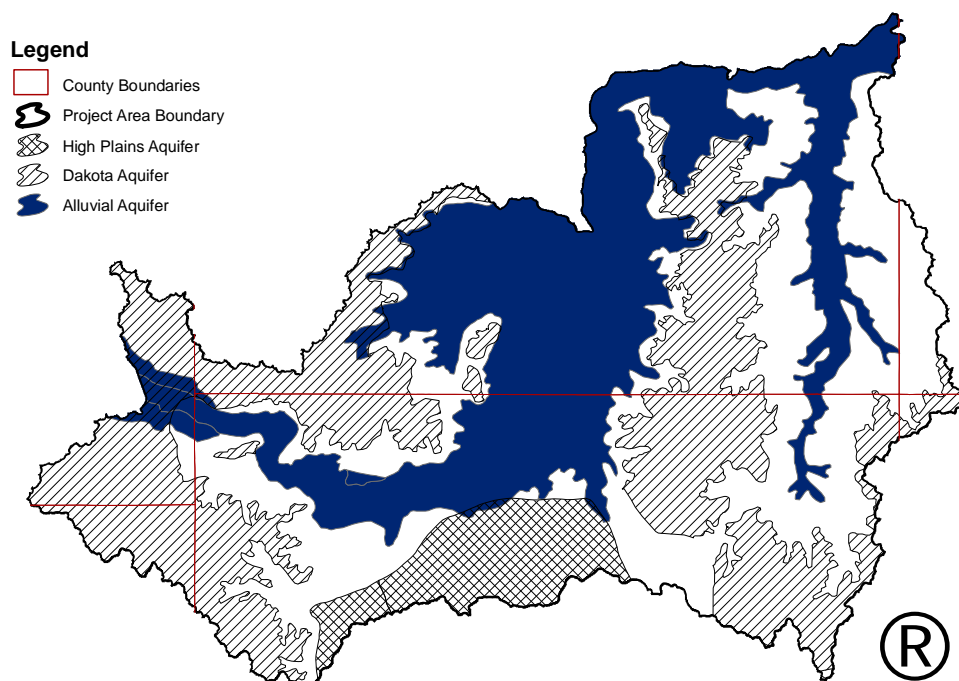 Legend
County Boundaries
Project Area Boundary
High Plains Aquifer
Dakota Aquifer
Alluvial Aquifer
®